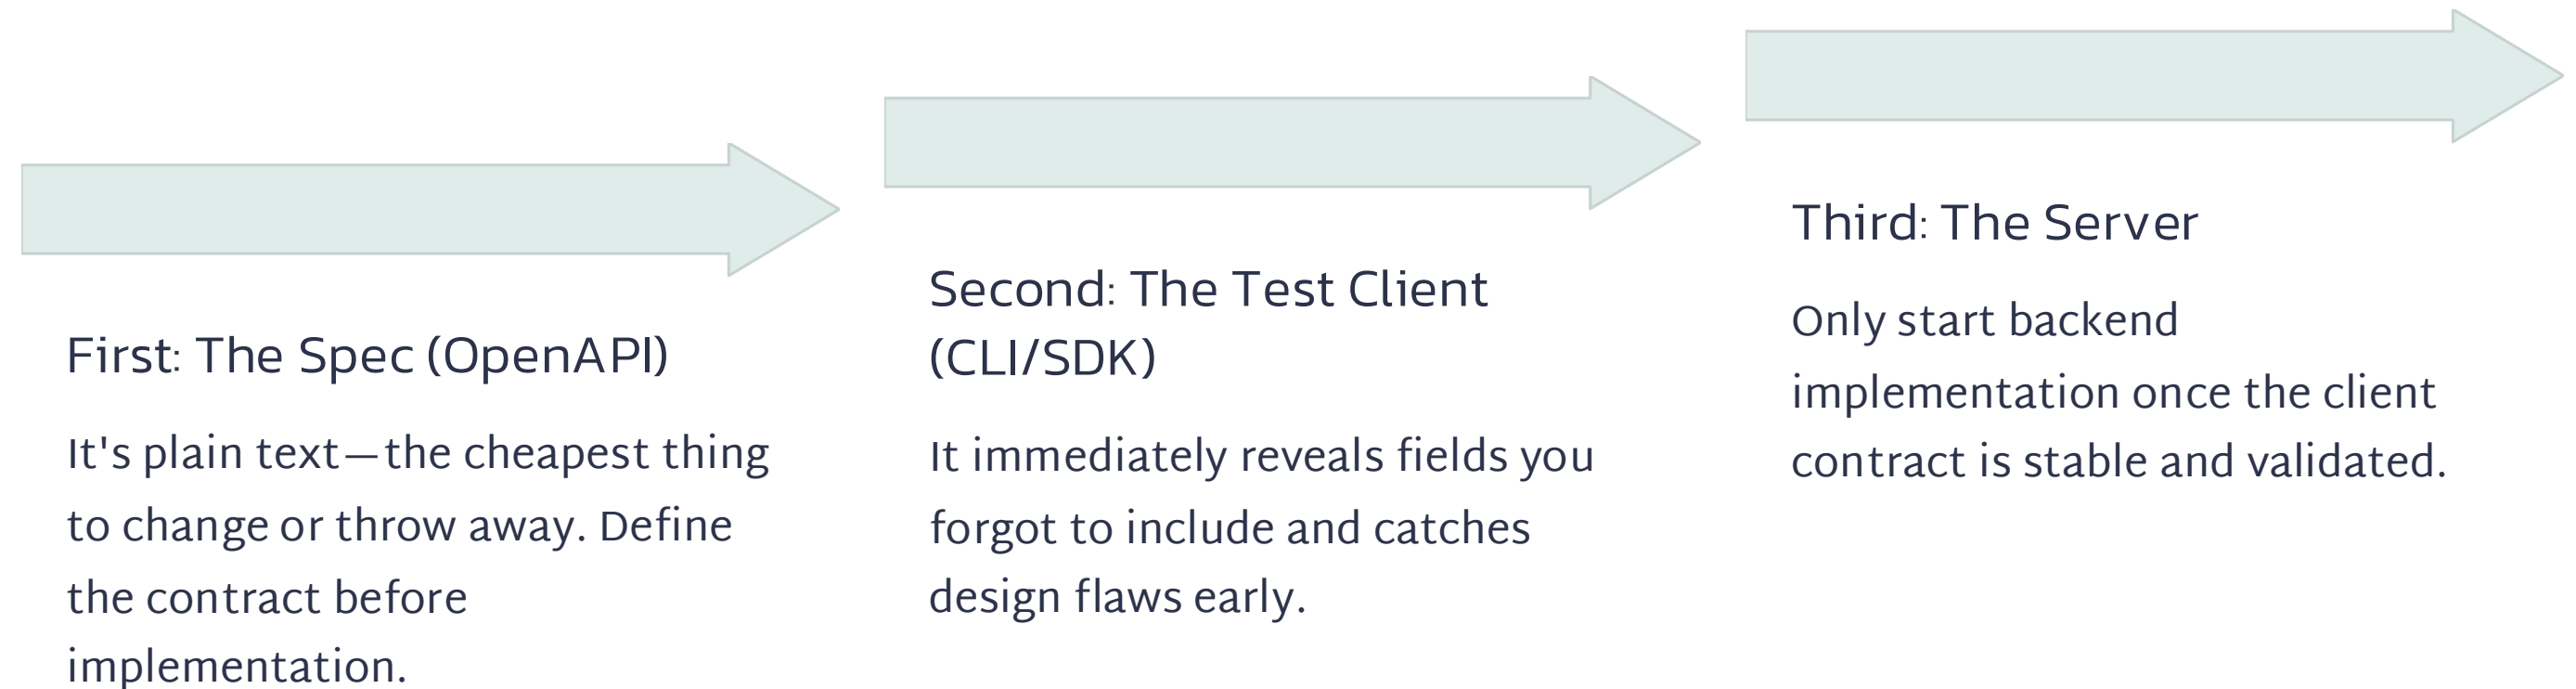 First: The Spec (OpenAPI)
It's plain text—the cheapest thing
to change or throw away. Define
the contract before
implementation.
Second: The Test Client
(CLI/SDK)
It immediately reveals fields you
forgot to include and catches
design flaws early.
Third: The Server
Only start backend
implementation once the client
contract is stable and validated.